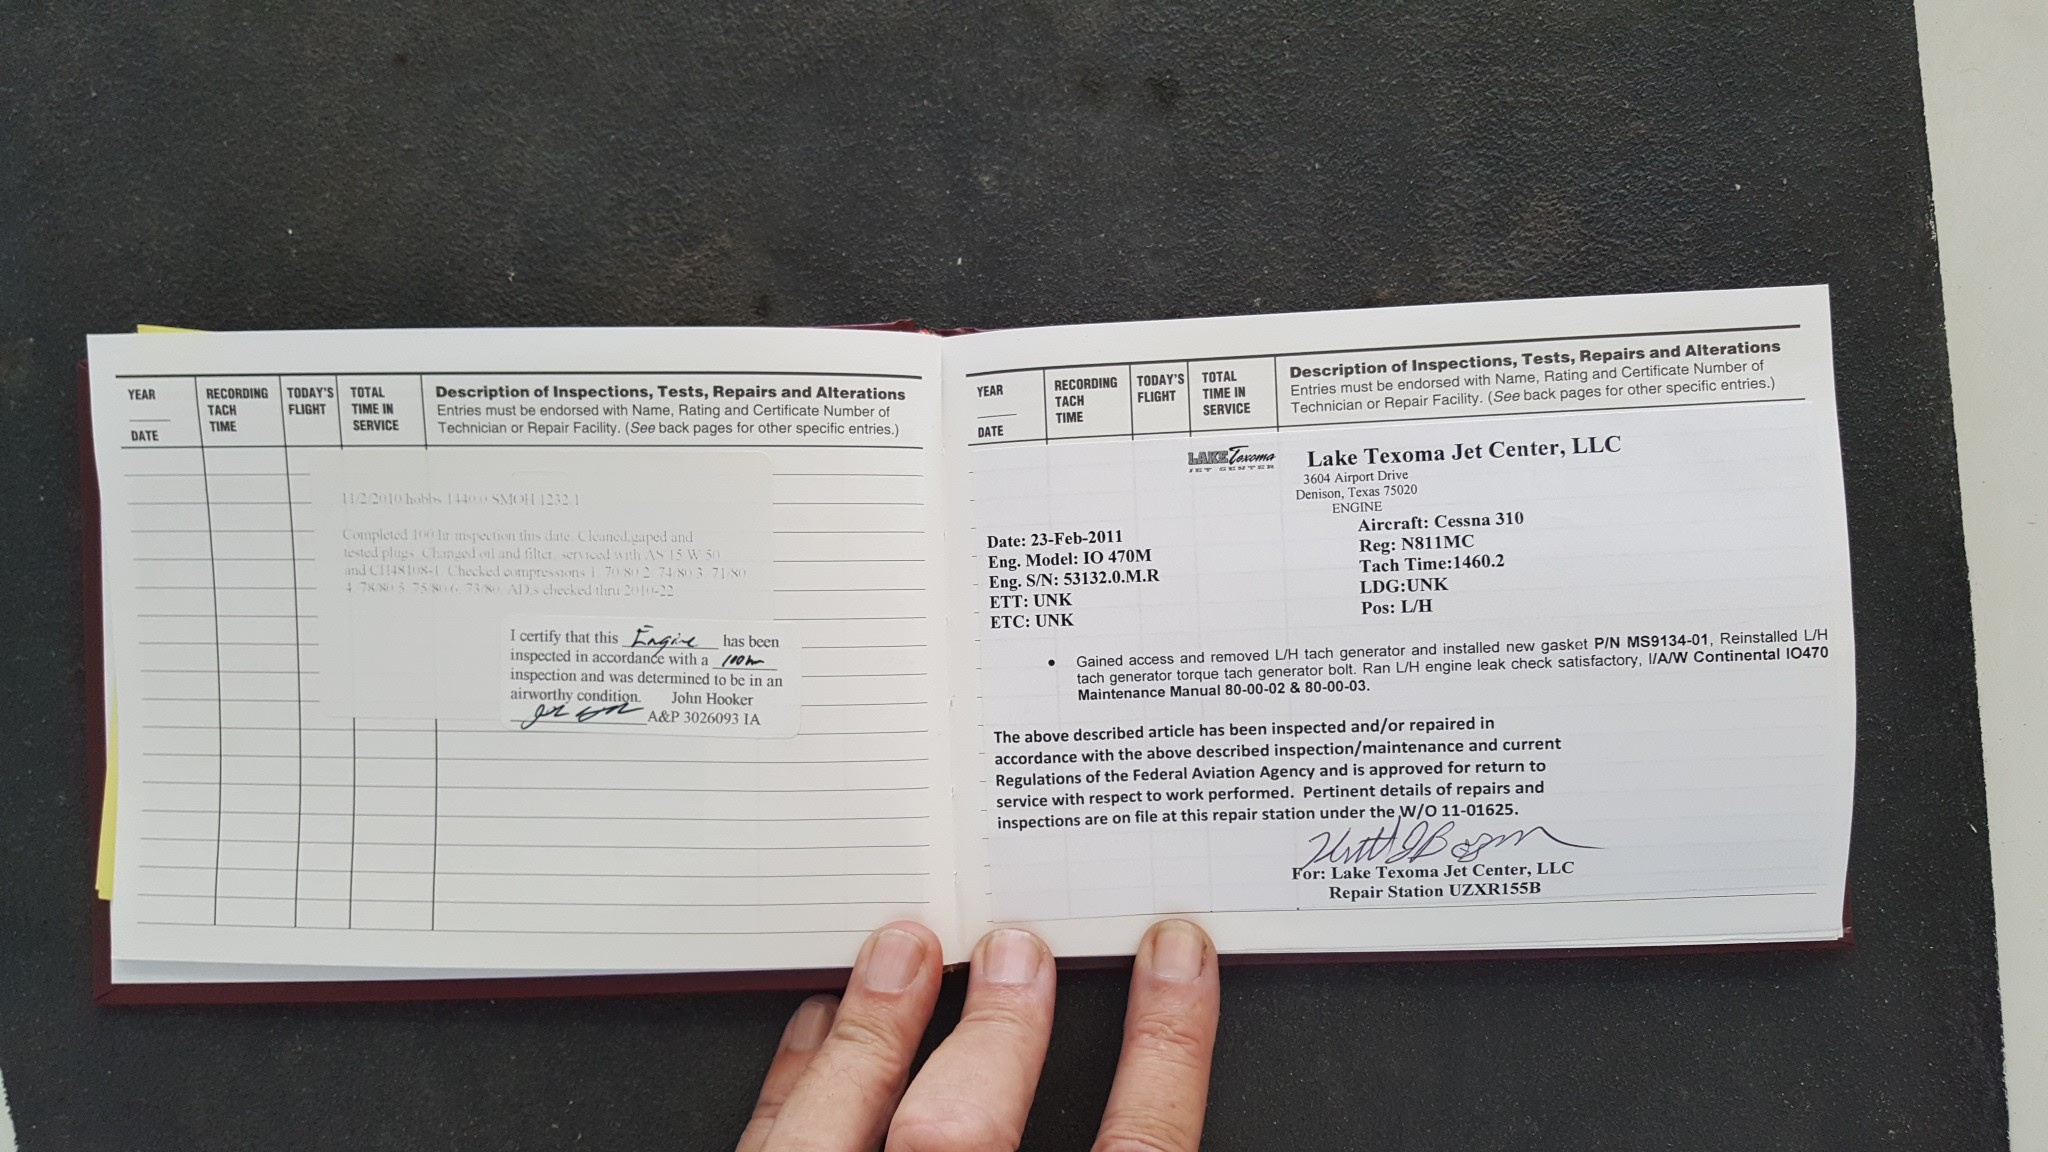 YEAR
DATE
RECORDING
TACH
TIME
TODAY'S
FLIGHT
TOTAL
TIME IN
SERVICE
Description of Inspections, Tests, Repairs and Alterations
Entries must be endorsed with Name, Rating and Certificate Number of
Technician or Repair Facility. (See back pages for other specific entries.)
11/2/2010 hobbs 1440.0 SMOH 1232.1
Completed 100 hr inspection this date. Cleaned,gaped and
tested plugs. Changed oil and filter, serviced with AS 15 W 50
and CH48108-1. Checked compressions 1. 70/80 2. 74/80 3. 71/80
4. 78/80 5. 75/80 6. 73/80. AD,s checked thru 2010-22
I certify that this Engine has been
inspected in accordance with a 100hr
inspection and was determined to be in an
airworthy condition. John Hooker
A&P 3026093 IA
YEAR
DATE
RECORDING
TACH
TIME
TODAY'S
FLIGHT
TOTAL
TIME IN
SERVICE
Description of Inspections, Tests, Repairs and Alterations
Entries must be endorsed with Name, Rating and Certificate Number of
Technician or Repair Facility. (See back pages for other specific entries.)
LAKE Texoma
JET CENTER
Lake Texoma Jet Center, LLC
3604 Airport Drive
Denison, Texas 75020
ENGINE
Date: 23-Feb-2011
Eng. Model: IO 470M
Eng. S/N: 53132.0.M.R
ETT: UNK
ETC: UNK
Aircraft: Cessna 310
Reg: N811MC
Tach Time:1460.2
LDG:UNK
Pos: L/H
• Gained access and removed L/H tach generator and installed new gasket P/N MS9134-01, Reinstalled L/H
tach generator torque tach generator bolt. Ran L/H engine leak check satisfactory, I/A/W Continental IO470
Maintenance Manual 80-00-02 & 80-00-03.
The above described article has been inspected and/or repaired in
accordance with the above described inspection/maintenance and current
Regulations of the Federal Aviation Agency and is approved for return to
service with respect to work performed. Pertinent details of repairs and
inspections are on file at this repair station under the W/O 11-01625.
For: Lake Texoma Jet Center, LLC
Repair Station UZXR155B